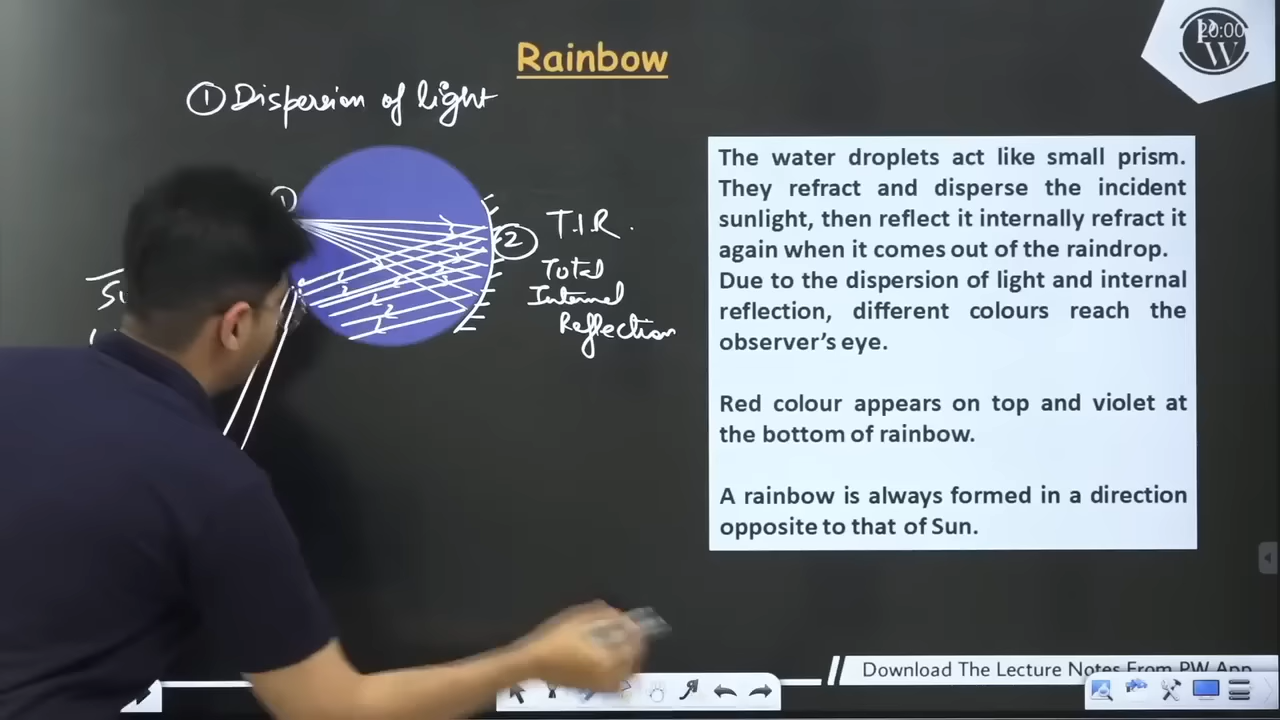 Rainbow
① Dispersion of light
①
② T.I.R.
Total
Internal
Reflection
The water droplets act like small prism.
They refract and disperse the incident
sunlight, then reflect it internally refract it
again when it comes out of the raindrop.
Due to the dispersion of light and internal
reflection, different colours reach the
observer's eye.
Red colour appears on top and violet at
the bottom of rainbow.
A rainbow is always formed in a direction
opposite to that of Sun.
20:00
P
W
Download The Lecture Notes From PW App